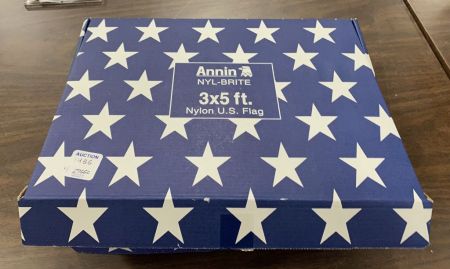 Annin
NYL-BRITE
3x5 ft.
Nylon U.S. Flag
AUCTION